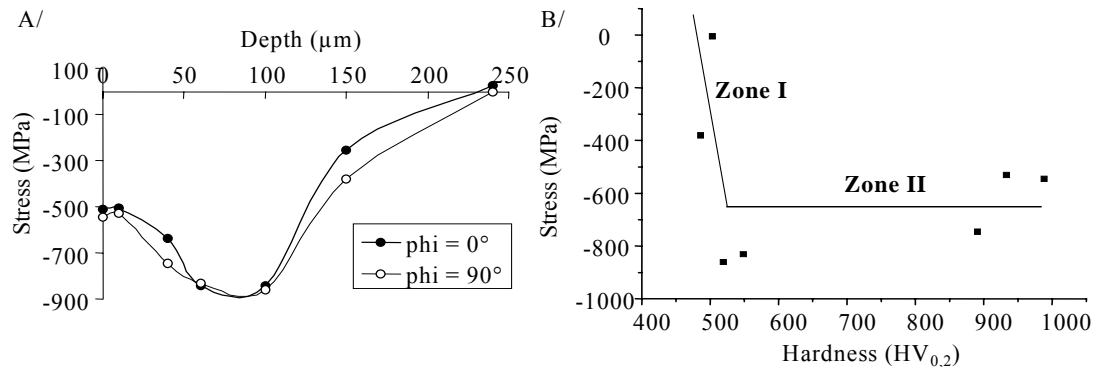 A/
Depth (µm)
0 50 100 150 200 250
100
-100
-300
-500
-700
-900
Stress (MPa)
phi = 0°
phi = 90°
B/
0
-200
-400
-600
-800
-1000
Stress (MPa)
Zone I
Zone II
400 500 600 700 800 900 1000
Hardness (HV0,2)